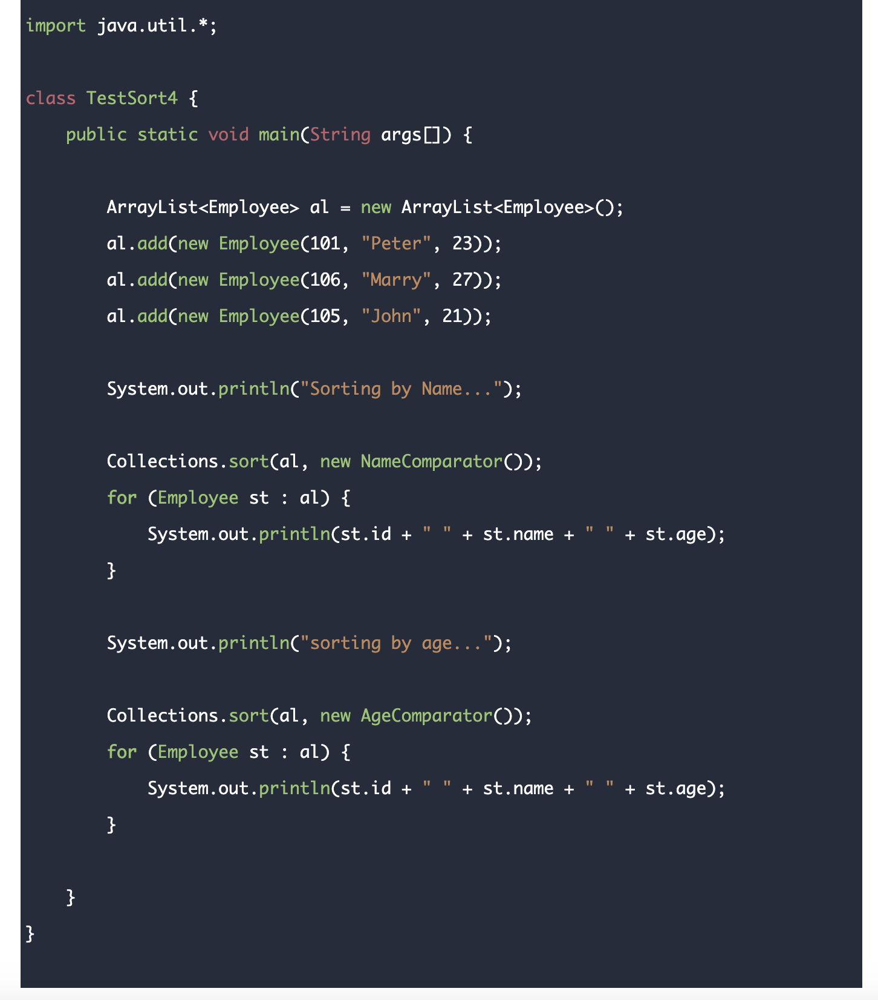 import java.util.*;
class TestSort4 {
    public static void main(String args[]) {
        ArrayList<Employee> al = new ArrayList<Employee>();
        al.add(new Employee(101, "Peter", 23));
        al.add(new Employee(106, "Marry", 27));
        al.add(new Employee(105, "John", 21));
        System.out.println("Sorting by Name...");
        Collections.sort(al, new NameComparator());
        for (Employee st : al) {
            System.out.println(st.id + " " + st.name + " " + st.age);
        }
        System.out.println("sorting by age...");
        Collections.sort(al, new AgeComparator());
        for (Employee st : al) {
            System.out.println(st.id + " " + st.name + " " + st.age);
        }
    }
}